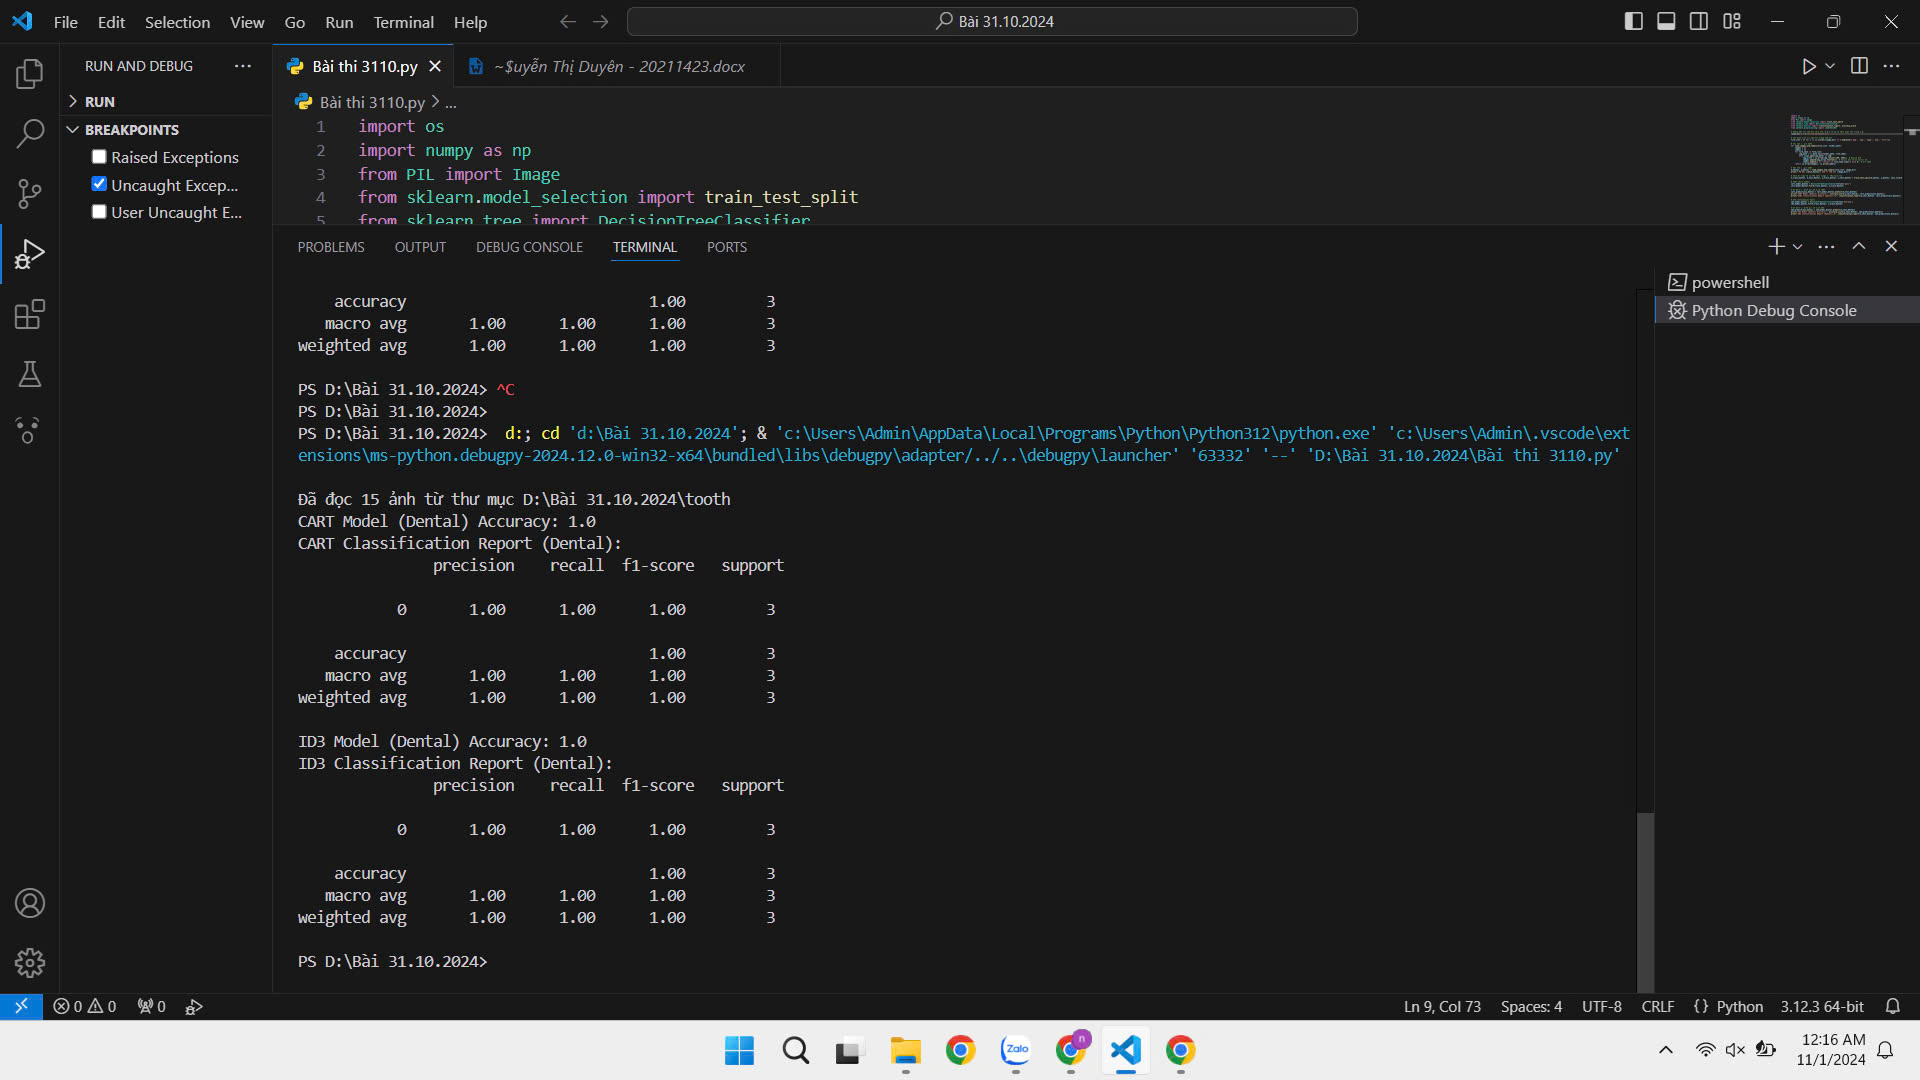 File Edit Selection View Go Run Terminal Help
Bài 31.10.2024
RUN AND DEBUG
Bài thi 3110.py
~$uyễn Thị Duyên - 20211423.docx
RUN
BREAKPOINTS
Raised Exceptions
Uncaught Excep...
User Uncaught E...
Bài thi 3110.py > ...
1 import os
2 import numpy as np
3 from PIL import Image
4 from sklearn.model_selection import train_test_split
5 from sklearn.tree import DecisionTreeClassifier
PROBLEMS OUTPUT DEBUG CONSOLE TERMINAL PORTS
powershell
Python Debug Console
accuracy 1.00 3
macro avg 1.00 1.00 1.00 3
weighted avg 1.00 1.00 1.00 3
PS D:\Bài 31.10.2024> ^C
PS D:\Bài 31.10.2024>
PS D:\Bài 31.10.2024>  d:; cd 'd:\Bài 31.10.2024'; & 'c:\Users\Admin\AppData\Local\Programs\Python\Python312\python.exe' 'c:\Users\Admin\.vscode\ext
ensions\ms-python.debugpy-2024.12.0-win32-x64\bundled\libs\debugpy\adapter/../..\debugpy\launcher' '63332' '--' 'D:\Bài 31.10.2024\Bài thi 3110.py'
Đã đọc 15 ảnh từ thư mục D:\Bài 31.10.2024\tooth
CART Model (Dental) Accuracy: 1.0
CART Classification Report (Dental):
precision recall f1-score support
0 1.00 1.00 1.00 3
accuracy 1.00 3
macro avg 1.00 1.00 1.00 3
weighted avg 1.00 1.00 1.00 3
ID3 Model (Dental) Accuracy: 1.0
ID3 Classification Report (Dental):
precision recall f1-score support
0 1.00 1.00 1.00 3
accuracy 1.00 3
macro avg 1.00 1.00 1.00 3
weighted avg 1.00 1.00 1.00 3
PS D:\Bài 31.10.2024>
0 0 0
Ln 9, Col 73 Spaces: 4 UTF-8 CRLF {} Python 3.12.3 64-bit
Zalo
n
12:16 AM
11/1/2024